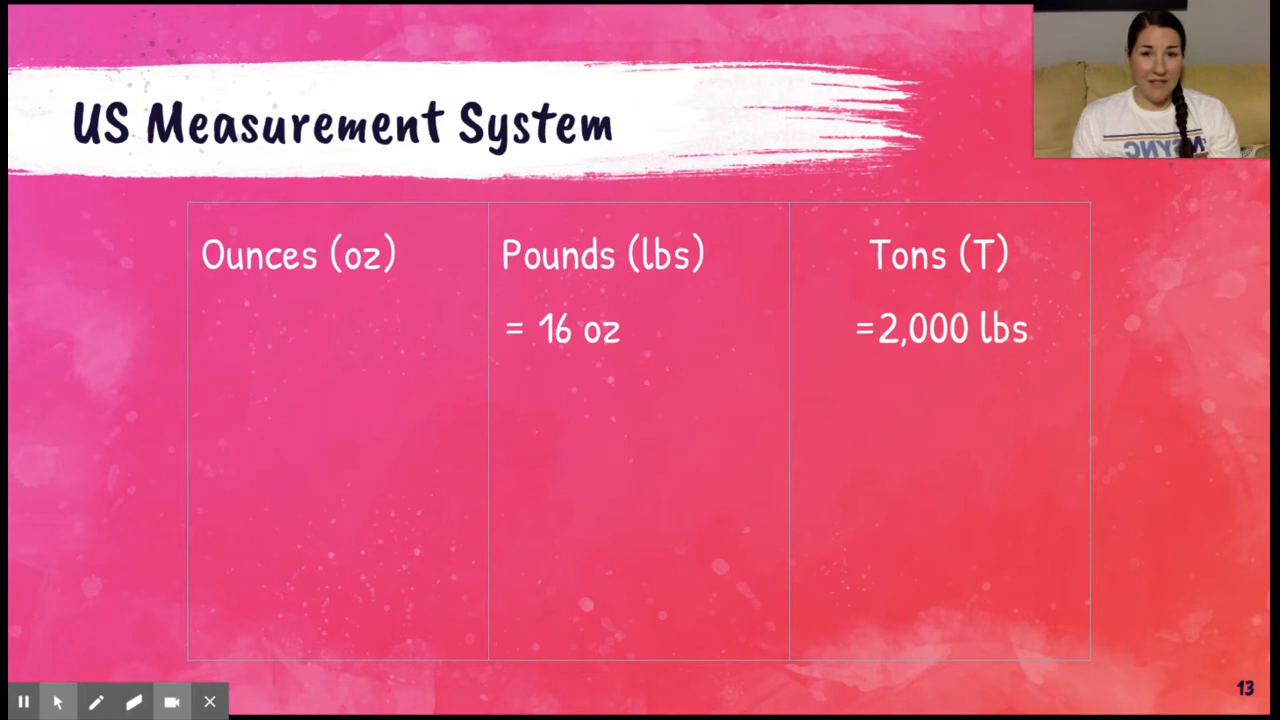 US Measurement System
Ounces (oz)
Pounds (lbs)
Tons (T)
= 16 oz
=2,000 lbs
13